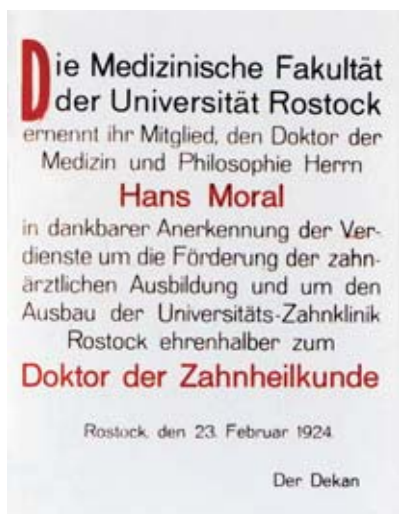 Die Medizinische Fakultät
der Universität Rostock
ernennt ihr Mitglied, den Doktor der
Medizin und Philosophie Herrn
Hans Moral
in dankbarer Anerkennung der Ver-
dienste um die Förderung der zahn-
ärztlichen Ausbildung und um den
Ausbau der Universitäts-Zahnklinik
Rostock ehrenhalber zum
Doktor der Zahnheilkunde
Rostock, den 23. Februar 1924.
Der Dekan